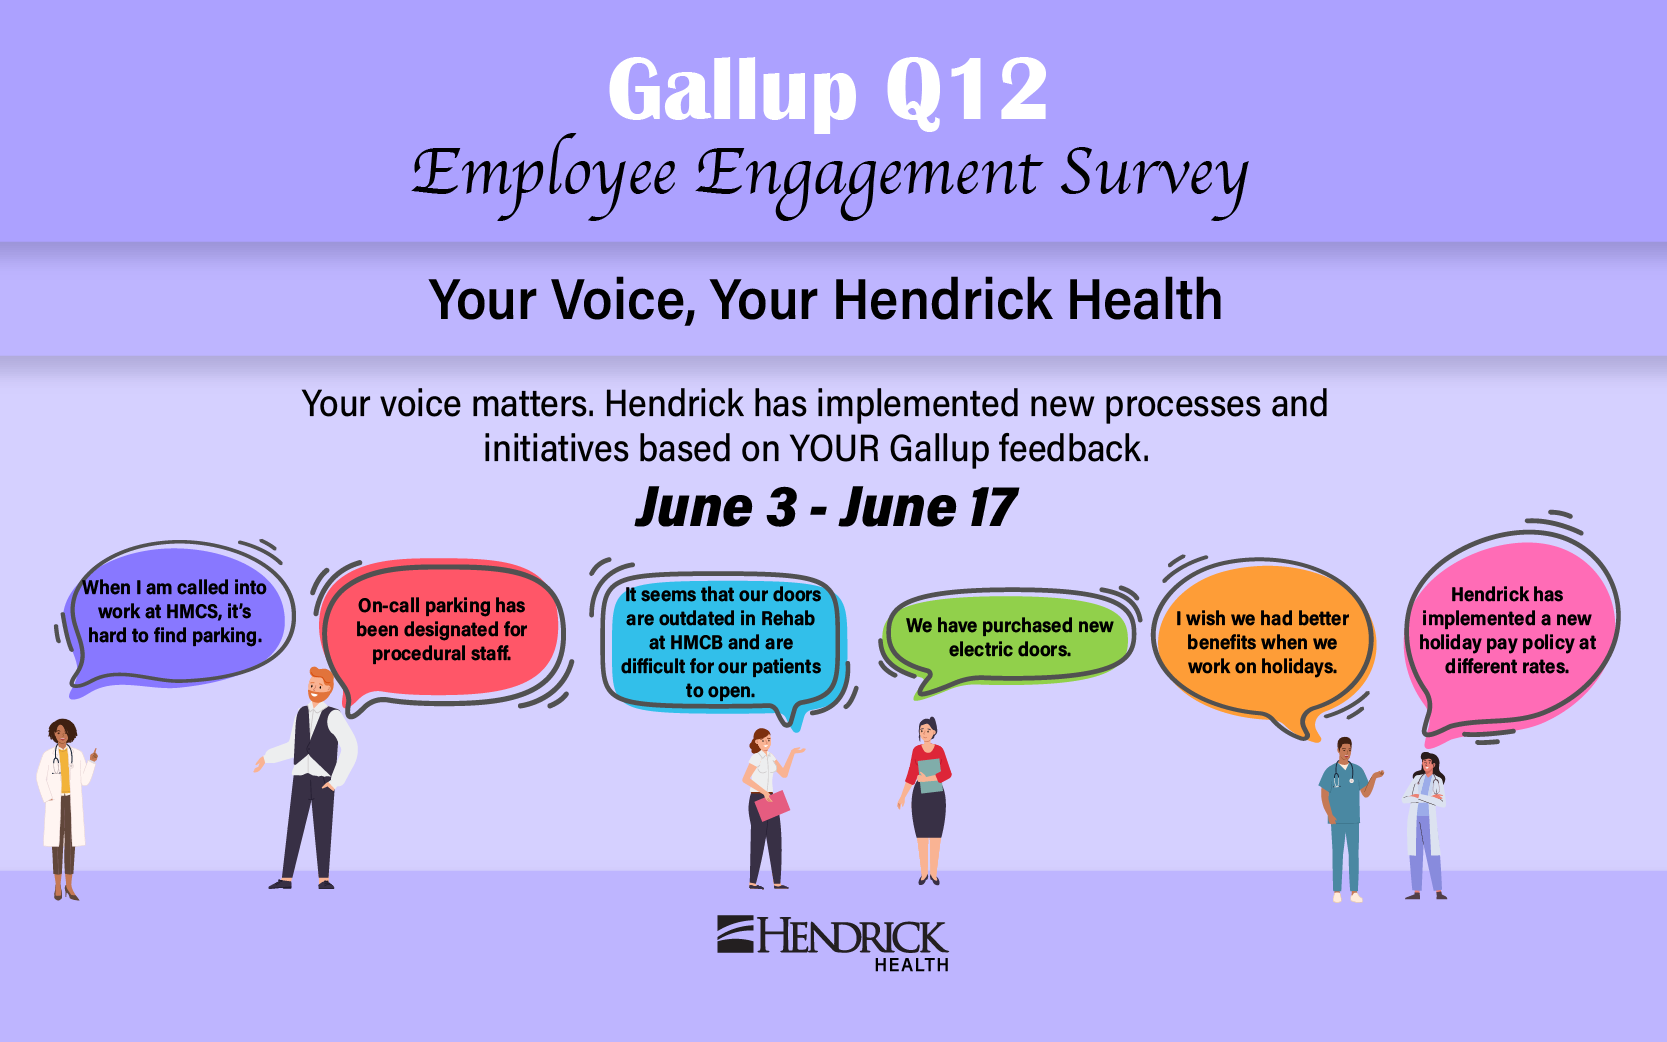 Gallup Q12
Employee Engagement Survey
Your Voice, Your Hendrick Health
Your voice matters. Hendrick has implemented new processes and
initiatives based on YOUR Gallup feedback.
June 3 - June 17
When I am called into
work at HMCS, it's
hard to find parking.
On-call parking has
been designated for
procedural staff.
It seems that our doors
are outdated in Rehab
at HMCB and are
difficult for our patients
to open.
We have purchased new
electric doors.
I wish we had better
benefits when we
work on holidays.
Hendrick has
implemented a new
holiday pay policy at
different rates.
HENDRICK
HEALTH